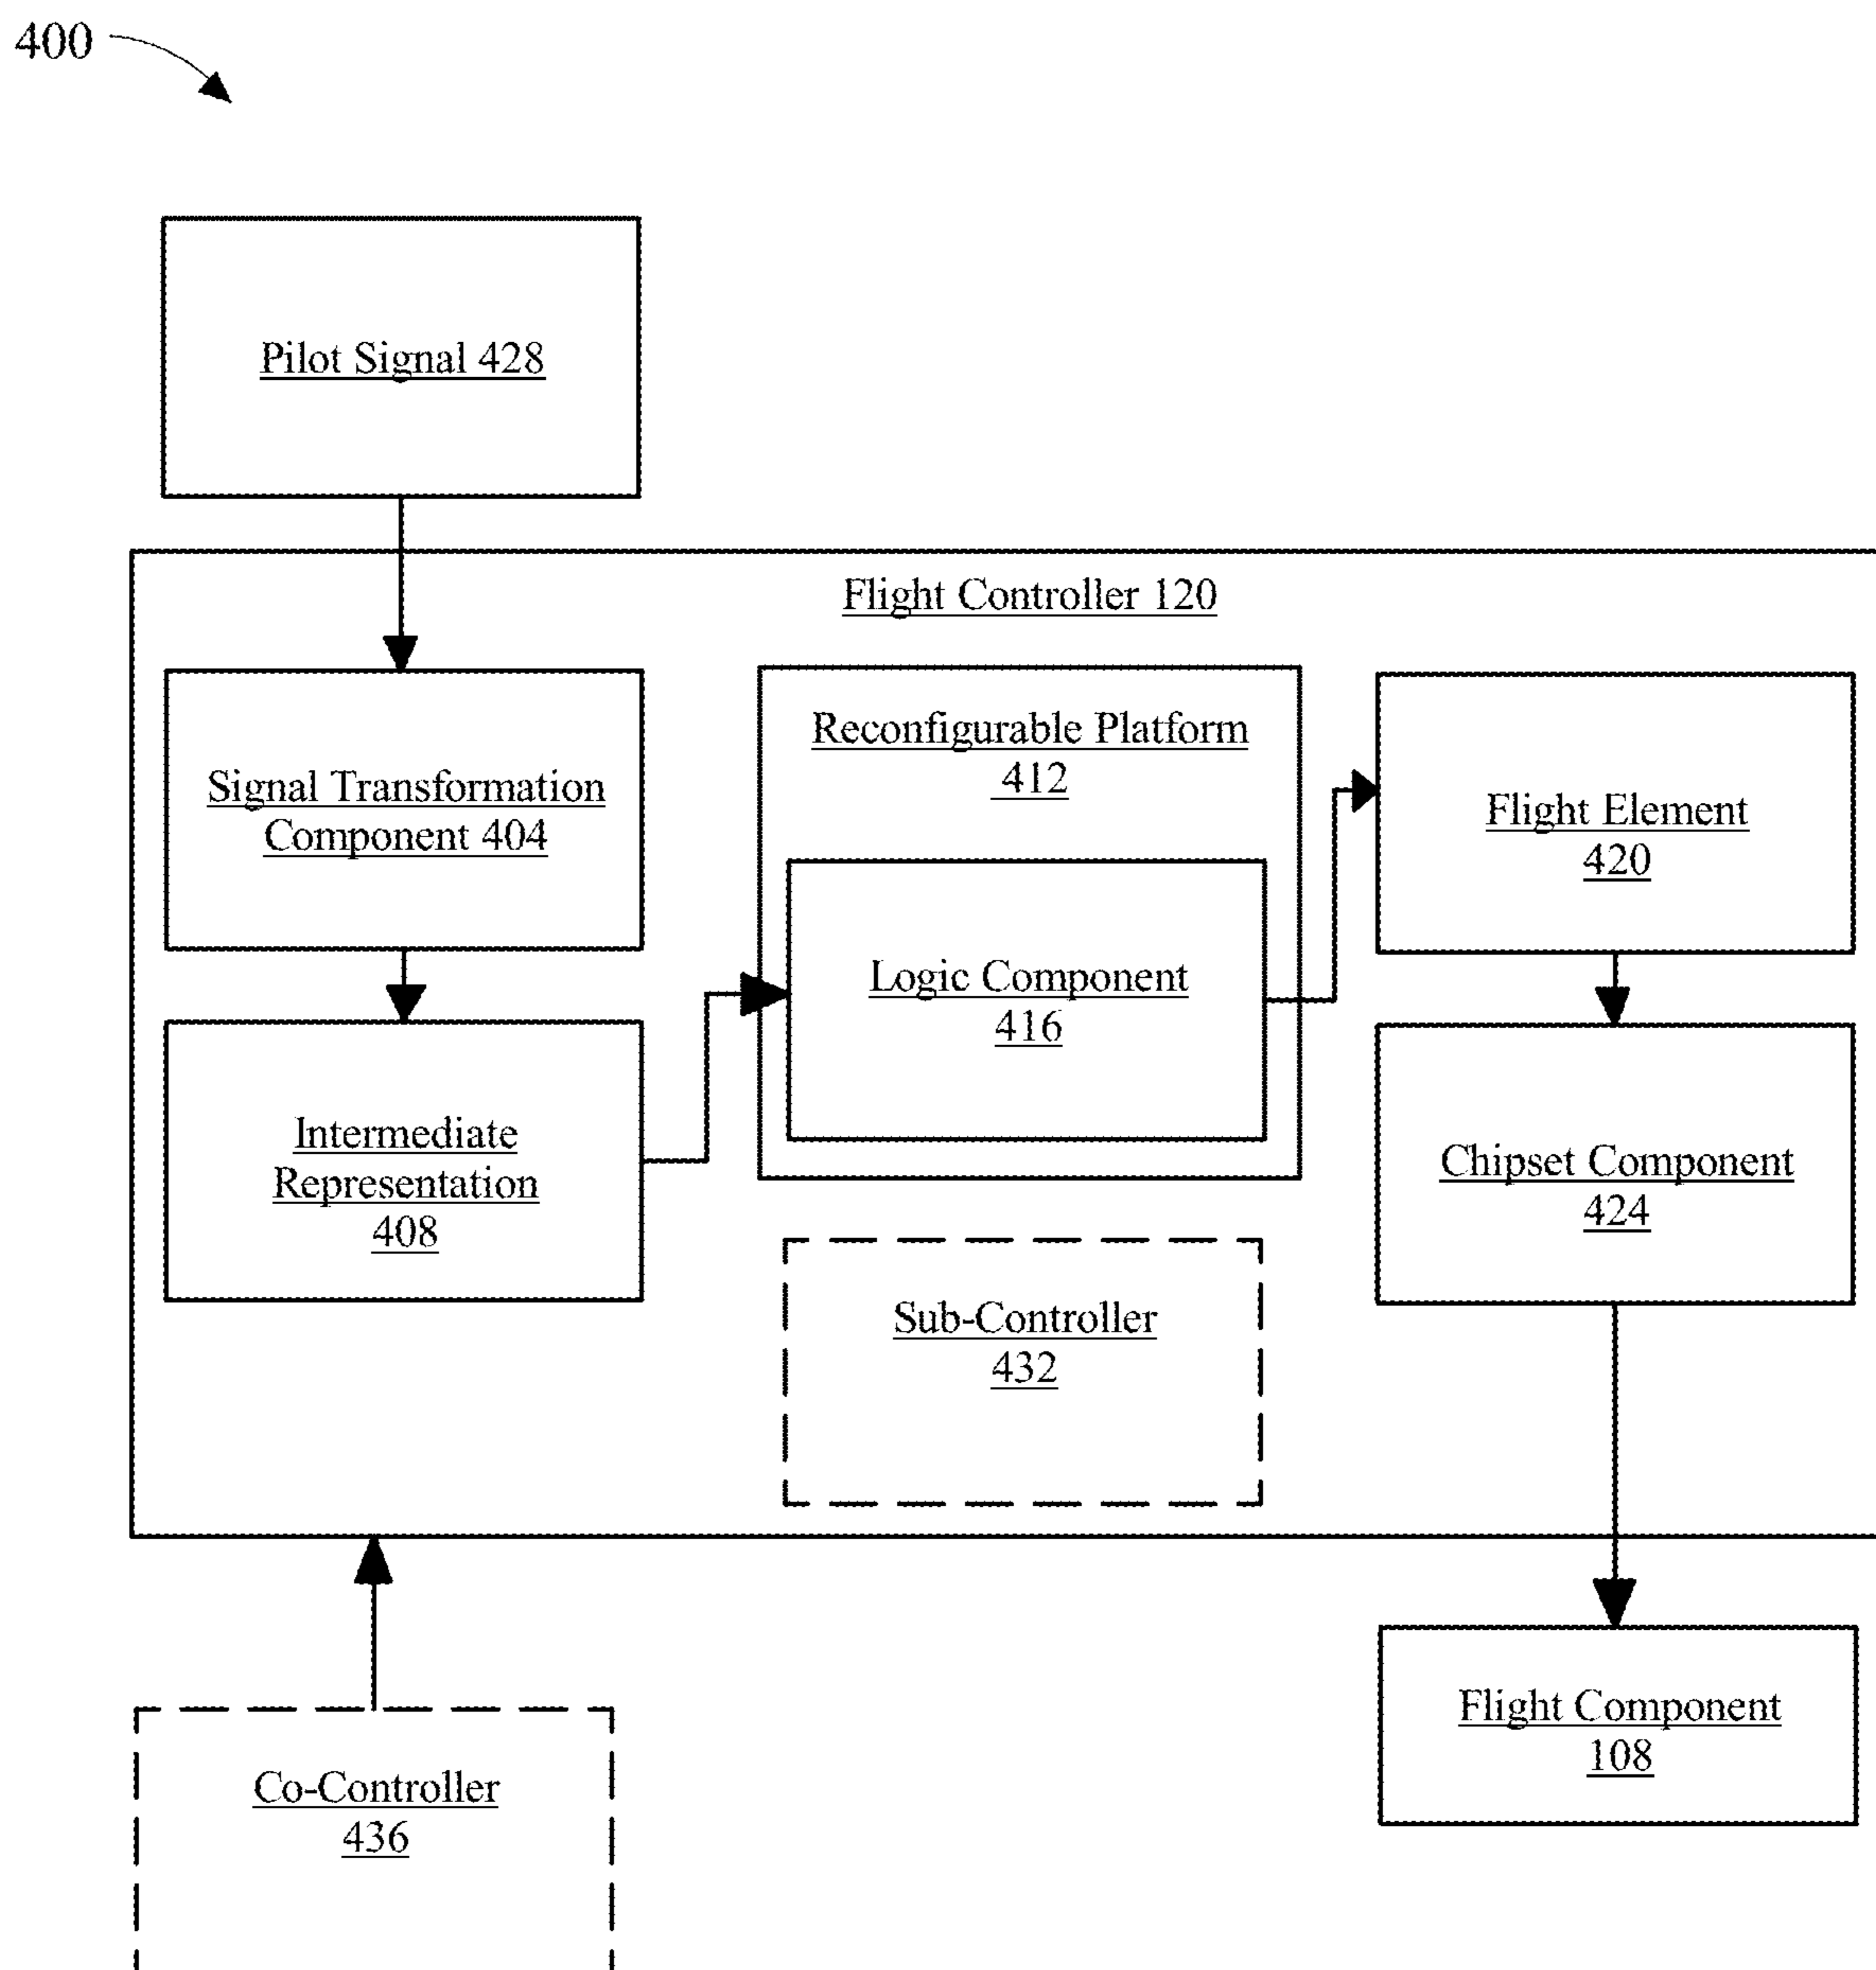 400
Pilot Signal 428
Flight Controller 120
Signal Transformation
Component 404
Intermediate
Representation
408
Reconfigurable Platform
412
Logic Component
416
Sub-Controller
432
Flight Element
420
Chipset Component
424
Co-Controller
436
Flight Component
108